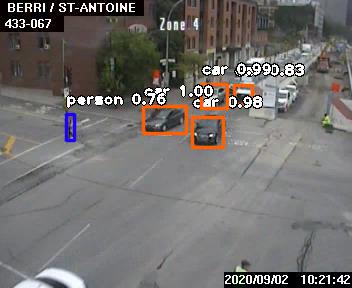 BERRI / ST-ANTOINE
433-067
Zone 4
car 0.99
0.83
person 0.76
car 1.00
car 0.98
2020/09/02 10:21:42